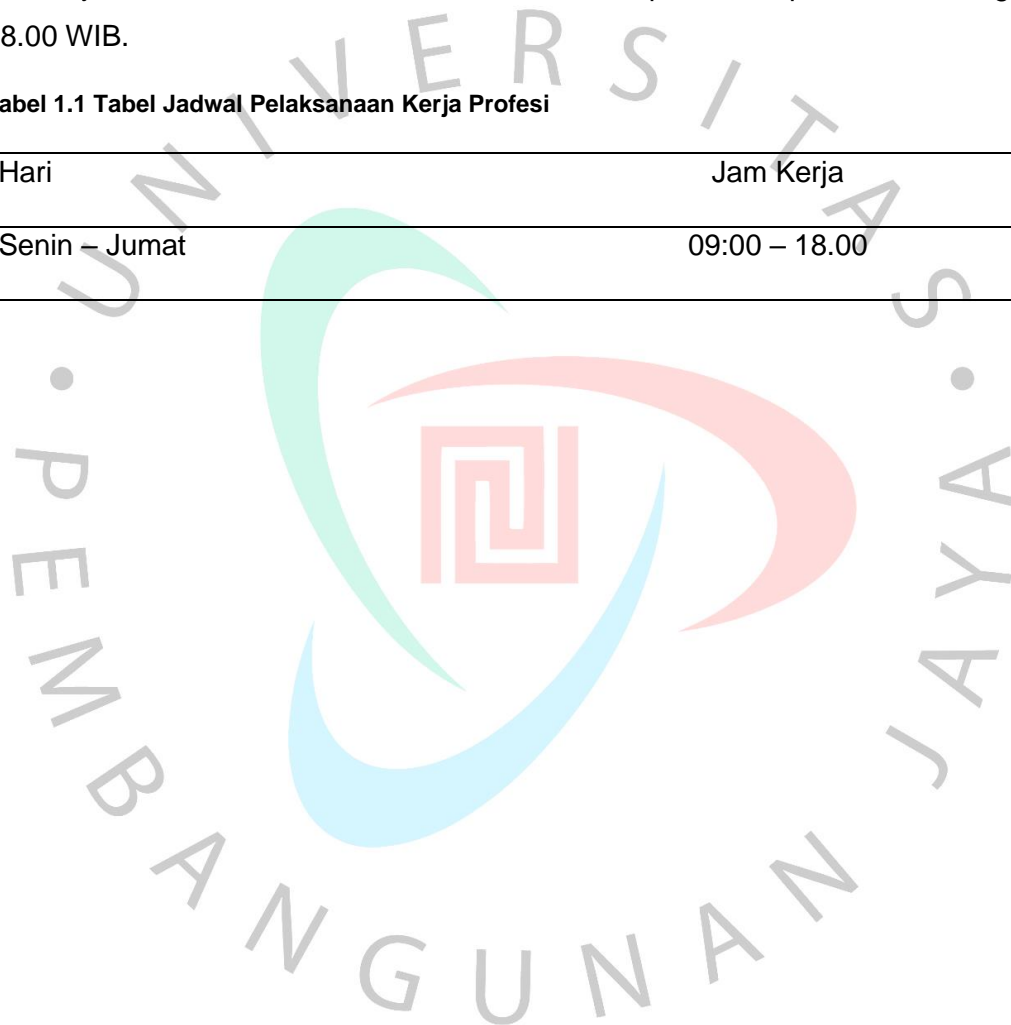 8.00 WIB.
abel 1.1 Tabel Jadwal Pelaksanaan Kerja Profesi
Hari Jam Kerja
Senin – Jumat 09:00 – 18.00
UNIVERSITAS
• PEMBANGUNAN JAYA •